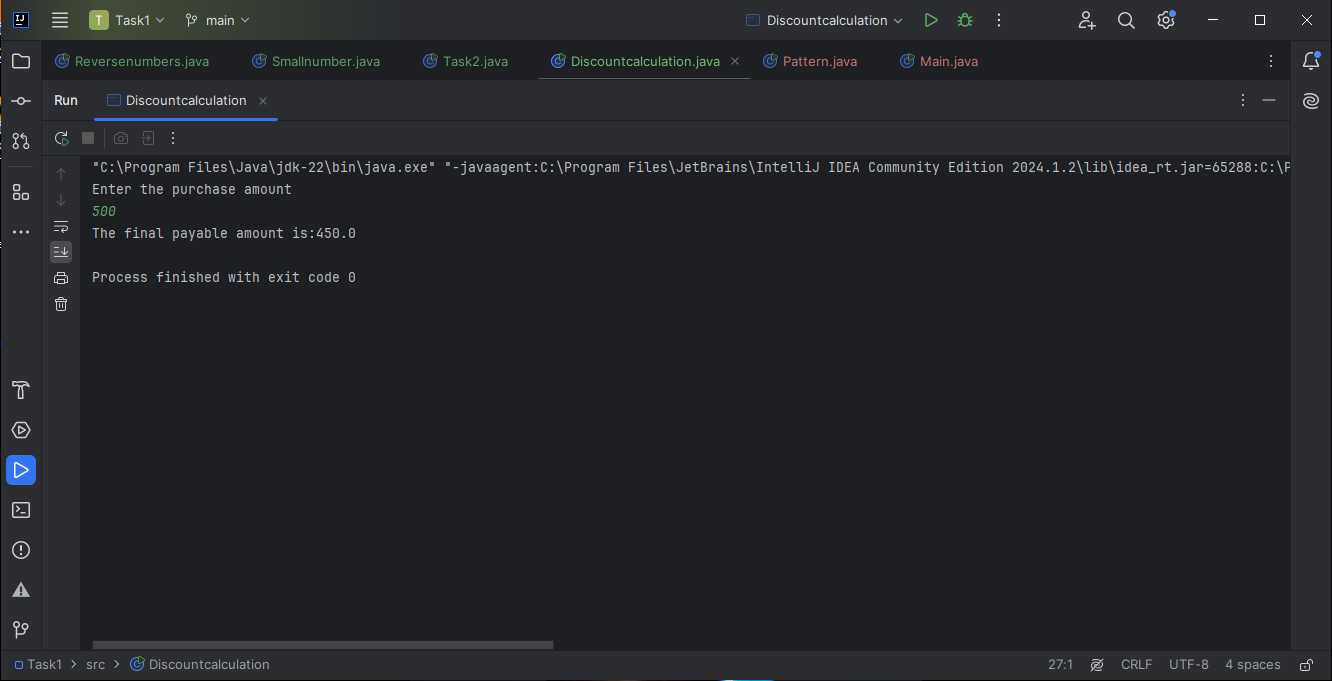 T Task1 main Discountcalculation
Reversenumbers.java Smallnumber.java Task2.java Discountcalculation.java Pattern.java Main.java
Run Discountcalculation
"C:\Program Files\Java\jdk-22\bin\java.exe" "-javaagent:C:\Program Files\JetBrains\IntelliJ IDEA Community Edition 2024.1.2\lib\idea_rt.jar=65288:C:\P
Enter the purchase amount
500
The final payable amount is:450.0
Process finished with exit code 0
Task1 > src > Discountcalculation 27:1 CRLF UTF-8 4 spaces